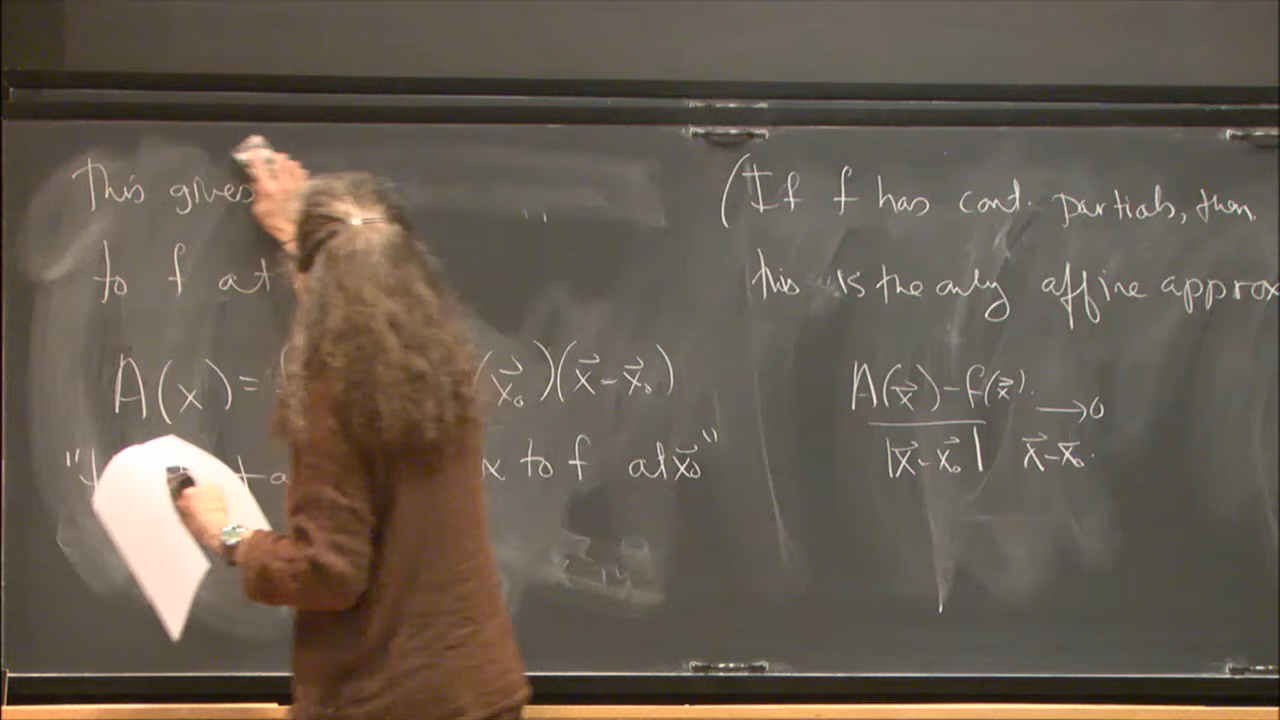 This gives
to f at
A(x) = (x⃗₀)(x⃗-x⃗₀)
x to f at x⃗₀"
(If f has cont. partials, then
this is the only affine approx
A(x⃗)-f(x⃗)
|x⃗-x⃗₀|
→0
x⃗-x⃗₀.